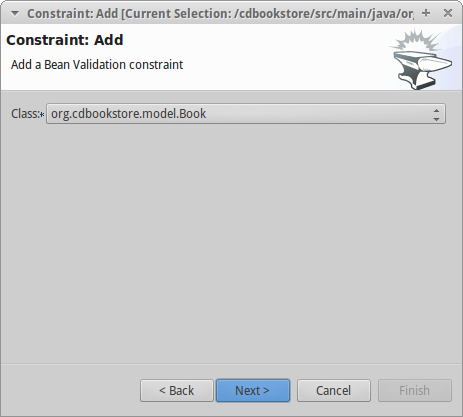 Constraint: Add [Current Selection: /cdbookstore/src/main/java/or
Constraint: Add
Add a Bean Validation constraint
Class:* org.cdbookstore.model.Book
< Back Next > Cancel Finish